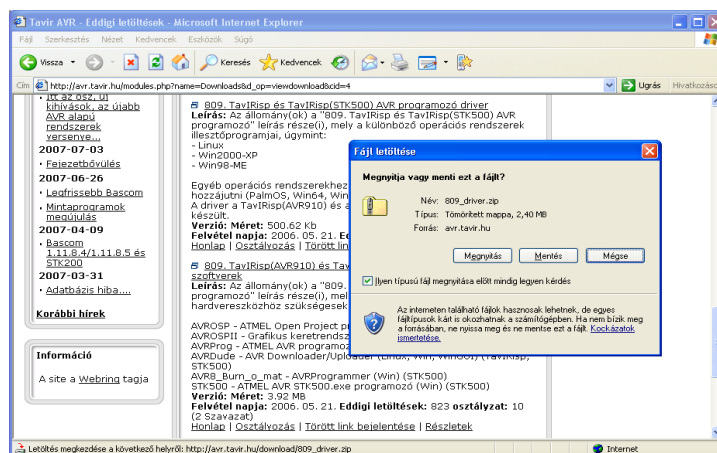 Tavir AVR - Eddigi letöltések - Microsoft Internet Explorer
Fájl Szerkesztés Nézet Kedvencek Eszközök Súgó
Vissza Keresés Kedvencek
Cím http://avr.tavir.hu/modules.php?name=Downloads&d_op=viewdownload&cid=4 Ugrás Hivatkozások
· Itt az ősz, új
kihívások, az újabb
AVR alapú
rendszerek
versenye...
2007-07-03
· Fejezetbővülés
2007-06-26
· Legfrissebb Bascom
· Mintaprogramok
megújulás
2007-04-09
· Bascom
1.11.8.4/1.11.8.5 és
STK200
2007-03-31
· Adatbázis hiba....
Korábbi hírek
Információ
A site a Webring tagja
809. TavIRisp és TavIRisp(STK500) AVR programozó driver
Leírás: Az állomány(ok) a "809. TavIRisp és TavIRisp(STK500) AVR
programozó" leírás része(i), mely a különböző operációs rendszerek
illesztőprogramjai, úgymint:
- Linux
- Win2000-XP
- Win98-ME
Egyéb operációs rendszerekhez
hozzájutni (PalmOS, Win64, Win
A driver a TavIRisp(AVR910) és a
készült.
Verzió: Méret: 500.62 Kb
Felvétel napja: 2006. 05. 21. E
Honlap | Osztályozás | Törött lin
809. TavIRisp(AVR910) és Tav
szoftverek
Leírás: Az állomány(ok) a "809.
programozó" leírás része(i), mel
hardvereszközhöz szükségesek
AVROSP - ATMEL Open Project p
AVROSPII - Grafikus keretrendsz
AVRProg - ATMEL AVR programoz
AVRDude - AVR Downloader/Uploader (Linux, Win, WinGUI) (TavIRisp,
STK500)
AVR8_Burn_o_mat - AVRProgrammer (Win) (STK500)
STK500 - ATMEL AVR STK500.exe programozó (Win) (STK500)
Verzió: Méret: 3.92 MB
Felvétel napja: 2006. 05. 21. Eddigi letöltések: 823 osztályzat: 10
(2 Szavazat)
Honlap | Osztályozás | Törött link bejelentése | Részletek
Fájl letöltése
Megnyitja vagy menti ezt a fájlt?
Név: 809_driver.zip
Típus: Tömörített mappa, 2,40 MB
Forrás: avr.tavir.hu
Megnyitás Mentés Mégse
Ilyen típusú fájl megnyitása előtt mindig legyen kérdés
Az interneten található fájlok hasznosak lehetnek, de egyes
fájltípusok kárt is okozhatnak a számítógépben. Ha nem bízik meg
a forrásában, ne nyissa meg és ne mentse ezt a fájlt. Kockázatok
ismertetése.
Letöltés megkezdése a következő helyről: http://avr.tavir.hu/download/809_driver.zip Internet